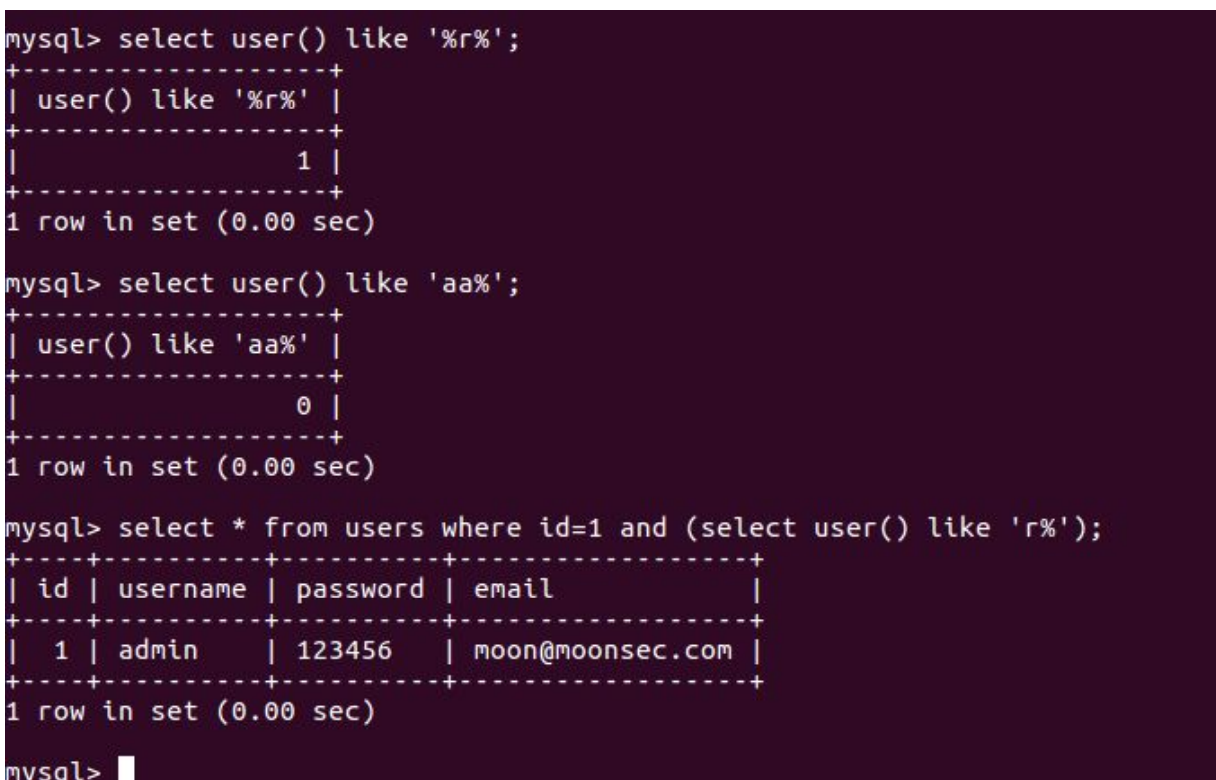 mysql> select user() like '%r%';
+--------------------+
| user() like '%r%' |
+--------------------+
|                  1 |
+--------------------+
1 row in set (0.00 sec)
mysql> select user() like 'aa%';
+--------------------+
| user() like 'aa%' |
+--------------------+
|                  0 |
+--------------------+
1 row in set (0.00 sec)
mysql> select * from users where id=1 and (select user() like 'r%');
+----+----------+----------+------------------+
| id | username | password | email            |
+----+----------+----------+------------------+
|  1 | admin    | 123456   | moon@moonsec.com |
+----+----------+----------+------------------+
1 row in set (0.00 sec)
mysql>